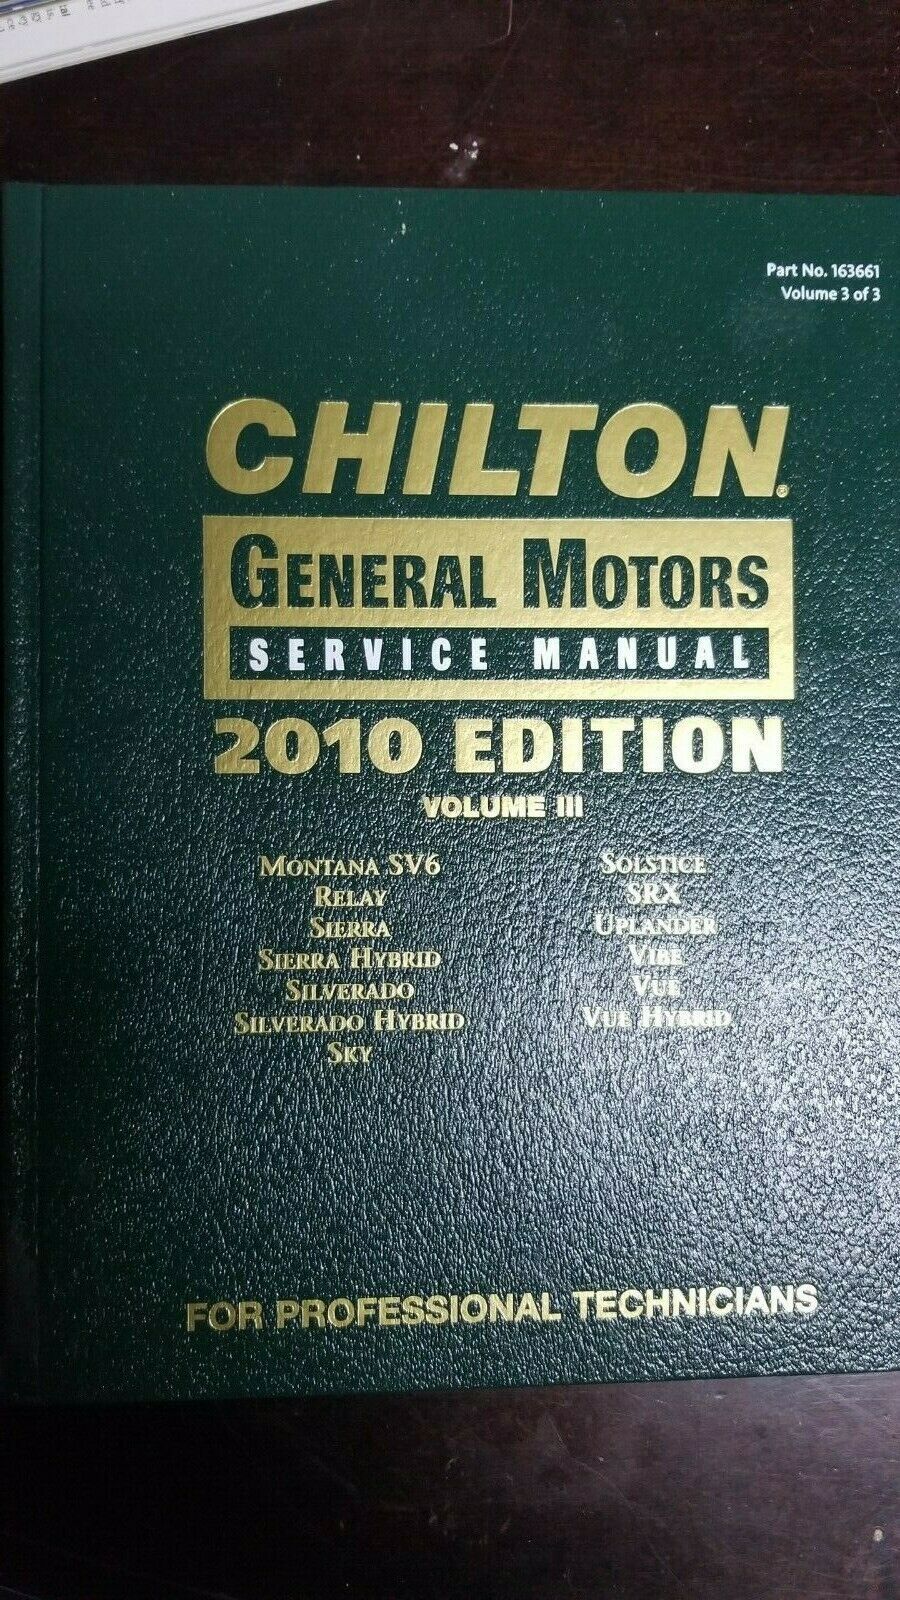 Part No. 163661
Volume 3 of 3
CHILTON®
GENERAL MOTORS
SERVICE MANUAL
2010 EDITION
VOLUME III
MONTANA SV6
RELAY
SIERRA
SIERRA HYBRID
SILVERADO
SILVERADO HYBRID
SKY
SOLSTICE
SRX
UPLANDER
VIBE
VUE
VUE HYBRID
FOR PROFESSIONAL TECHNICIANS